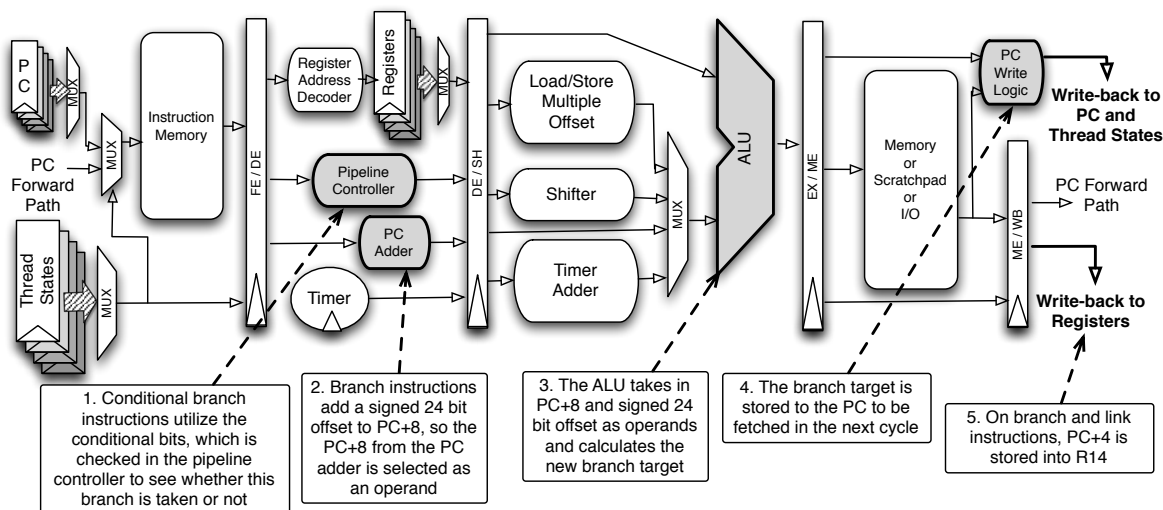 PC
MUX
PC
Forward
Path
MUX
Thread
States
MUX
Instruction
Memory
FE / DE
Register
Address
Decoder
Registers
MUX
Pipeline
Controller
PC
Adder
Timer
DE / SH
Load/Store
Multiple
Offset
Shifter
Timer
Adder
MUX
ALU
EX / ME
Memory
or
Scratchpad
or
I/O
PC
Write
Logic
Write-back to
PC and
Thread States
ME / WB
PC Forward
Path
Write-back to
Registers
1. Conditional branch
instructions utilize the
conditional bits, which is
checked in the pipeline
controller to see whether this
branch is taken or not
2. Branch instructions
add a signed 24 bit
offset to PC+8, so the
PC+8 from the PC
adder is selected as
an operand
3. The ALU takes in
PC+8 and signed 24
bit offset as operands
and calculates the
new branch target
4. The branch target is
stored to the PC to be
fetched in the next cycle
5. On branch and link
instructions, PC+4 is
stored into R14